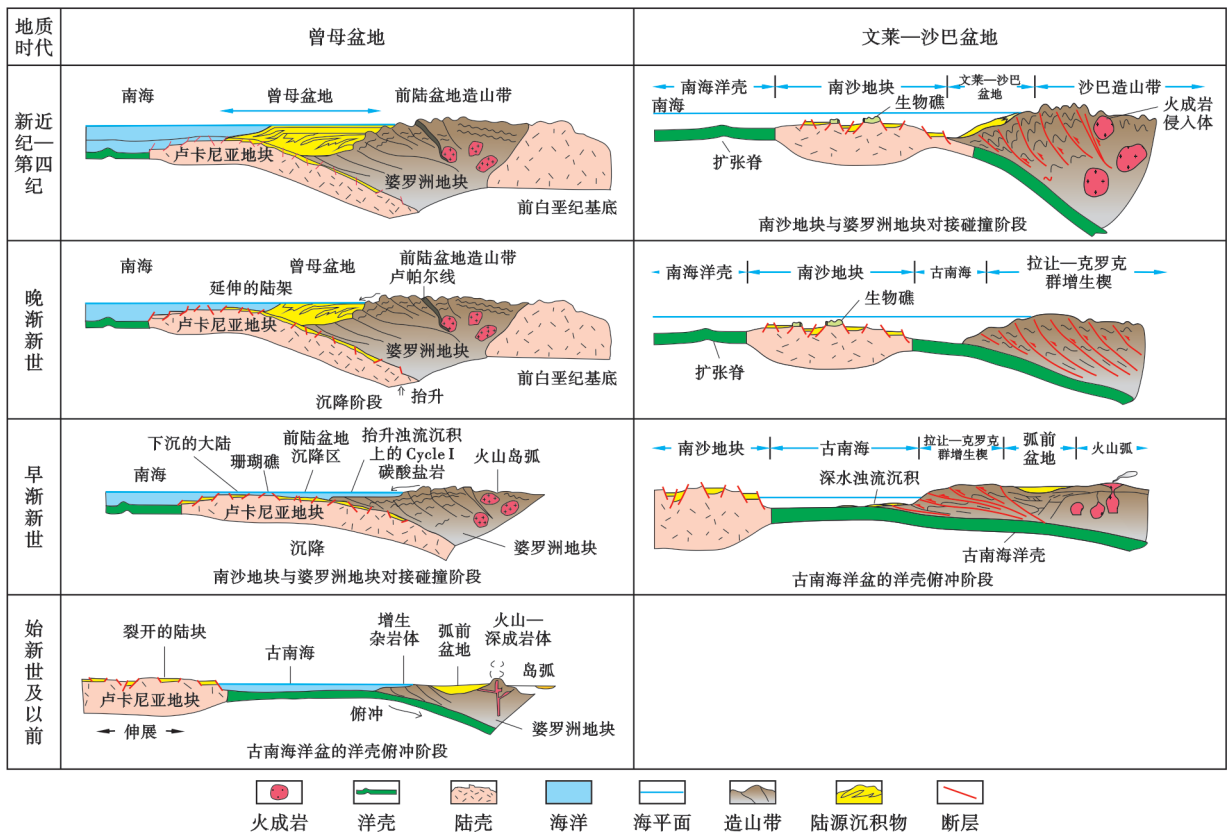 地质
时代
曾母盆地
文莱—沙巴盆地
新近纪—第四纪
南海
曾母盆地
前陆盆地造山带
卢卡尼亚地块
婆罗洲地块
前白垩纪基底
南海洋壳
南沙地块
文莱—沙巴
盆地
沙巴造山带
南海
生物礁
火成岩
侵入体
扩张脊
南沙地块与婆罗洲地块对接碰撞阶段
晚渐新世
南海
曾母盆地
前陆盆地造山带
卢帕尔线
延伸的陆架
卢卡尼亚地块
婆罗洲地块
前白垩纪基底
沉降阶段
抬升
南海洋壳
南沙地块
古南海
拉让—克罗克
群增生楔
生物礁
扩张脊
早渐新世
下沉的大陆
前陆盆地
沉降区
抬升浊流沉积
上的CycleⅠ
碳酸盐岩
南海
珊瑚礁
火山岛弧
卢卡尼亚地块
沉降
婆罗洲地块
南沙地块与婆罗洲地块对接碰撞阶段
南沙地块
古南海
拉让—克罗克
群增生楔
弧前
盆地
火山弧
深水浊流沉积
古南海洋壳
古南海洋盆的洋壳俯冲阶段
始新世及以前
裂开的陆块
古南海
增生
杂岩体
弧前
盆地
火山—
深成岩体
岛弧
卢卡尼亚地块
伸展
俯冲
婆罗洲地块
古南海洋盆的洋壳俯冲阶段
火成岩
洋壳
陆壳
海洋
海平面
造山带
陆源沉积物
断层